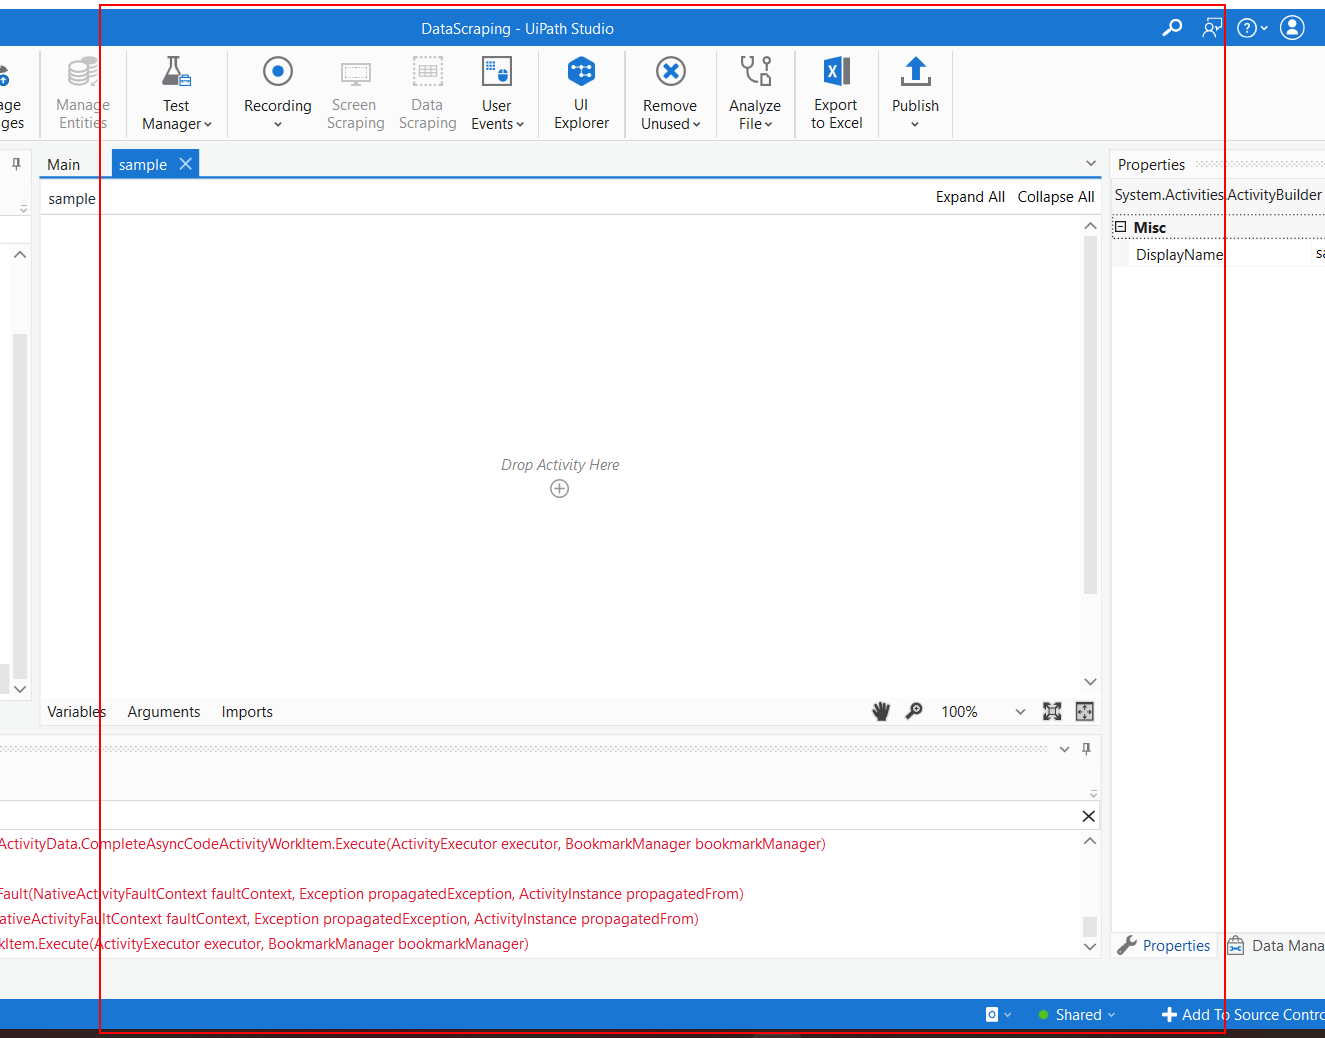 DataScraping - UiPath Studio
age
ges
Manage
Entities
Test
Manager
Recording
Screen
Scraping
Data
Scraping
User
Events
UI
Explorer
Remove
Unused
Analyze
File
Export
to Excel
Publish
Main
sample
Properties
sample
Expand All Collapse All
System.Activities.ActivityBuilder
Misc
DisplayName sa
Drop Activity Here
Variables Arguments Imports
100%
ActivityData.CompleteAsyncCodeActivityWorkItem.Execute(ActivityExecutor executor, BookmarkManager bookmarkManager)
Fault(NativeActivityFaultContext faultContext, Exception propagatedException, ActivityInstance propagatedFrom)
ativeActivityFaultContext faultContext, Exception propagatedException, ActivityInstance propagatedFrom)
kItem.Execute(ActivityExecutor executor, BookmarkManager bookmarkManager)
Properties Data Mana
Shared
Add To Source Contro